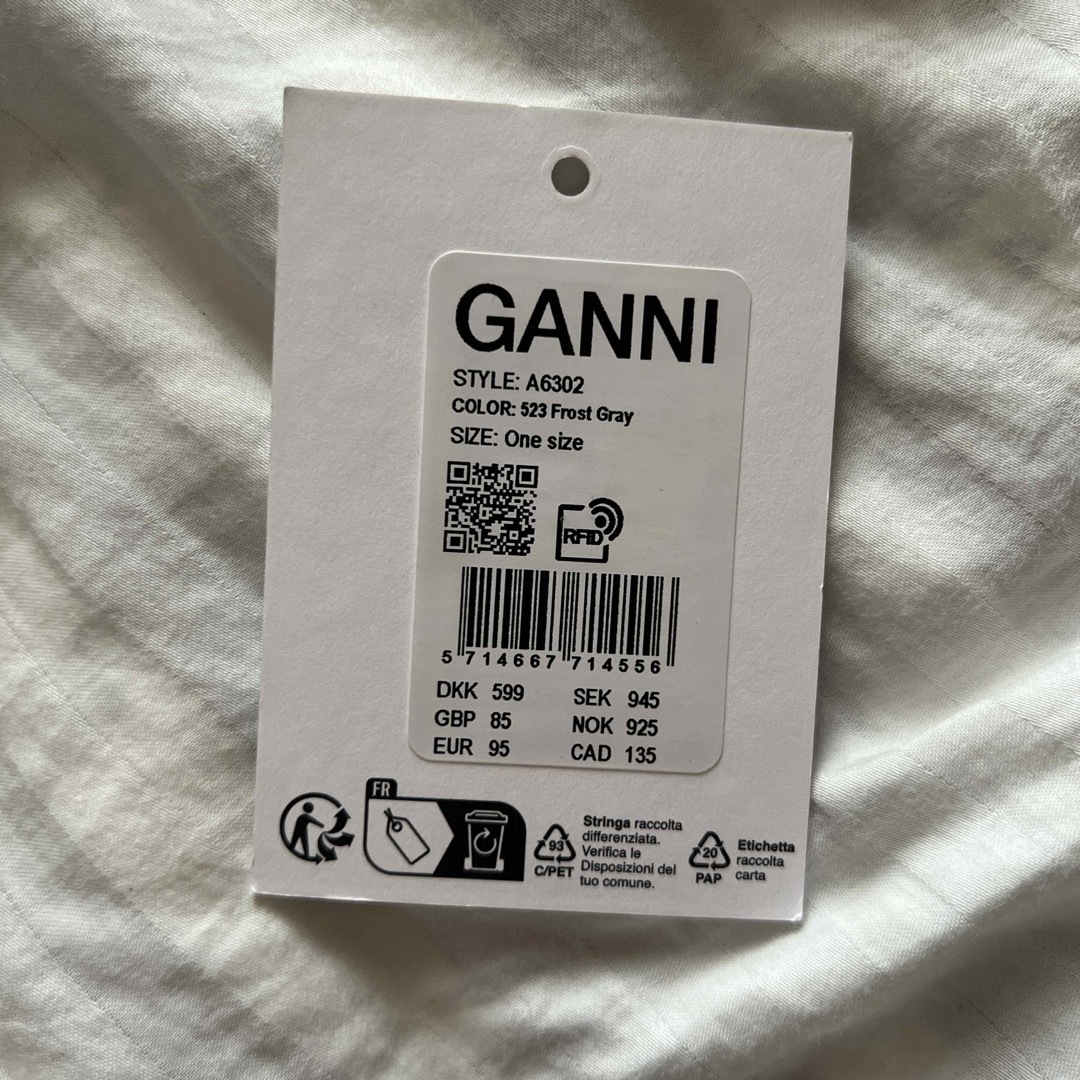 GANNI
STYLE: A6302
COLOR: 523 Frost Gray
SIZE: One size
RFID
5 714667 714556
DKK 599 SEK 945
GBP 85 NOK 925
EUR 95 CAD 135
FR
93
C/PET
Stringa raccolta
differenziata.
Verifica le
Disposizioni del
tuo comune.
20
PAP
Etichetta
raccolta
carta